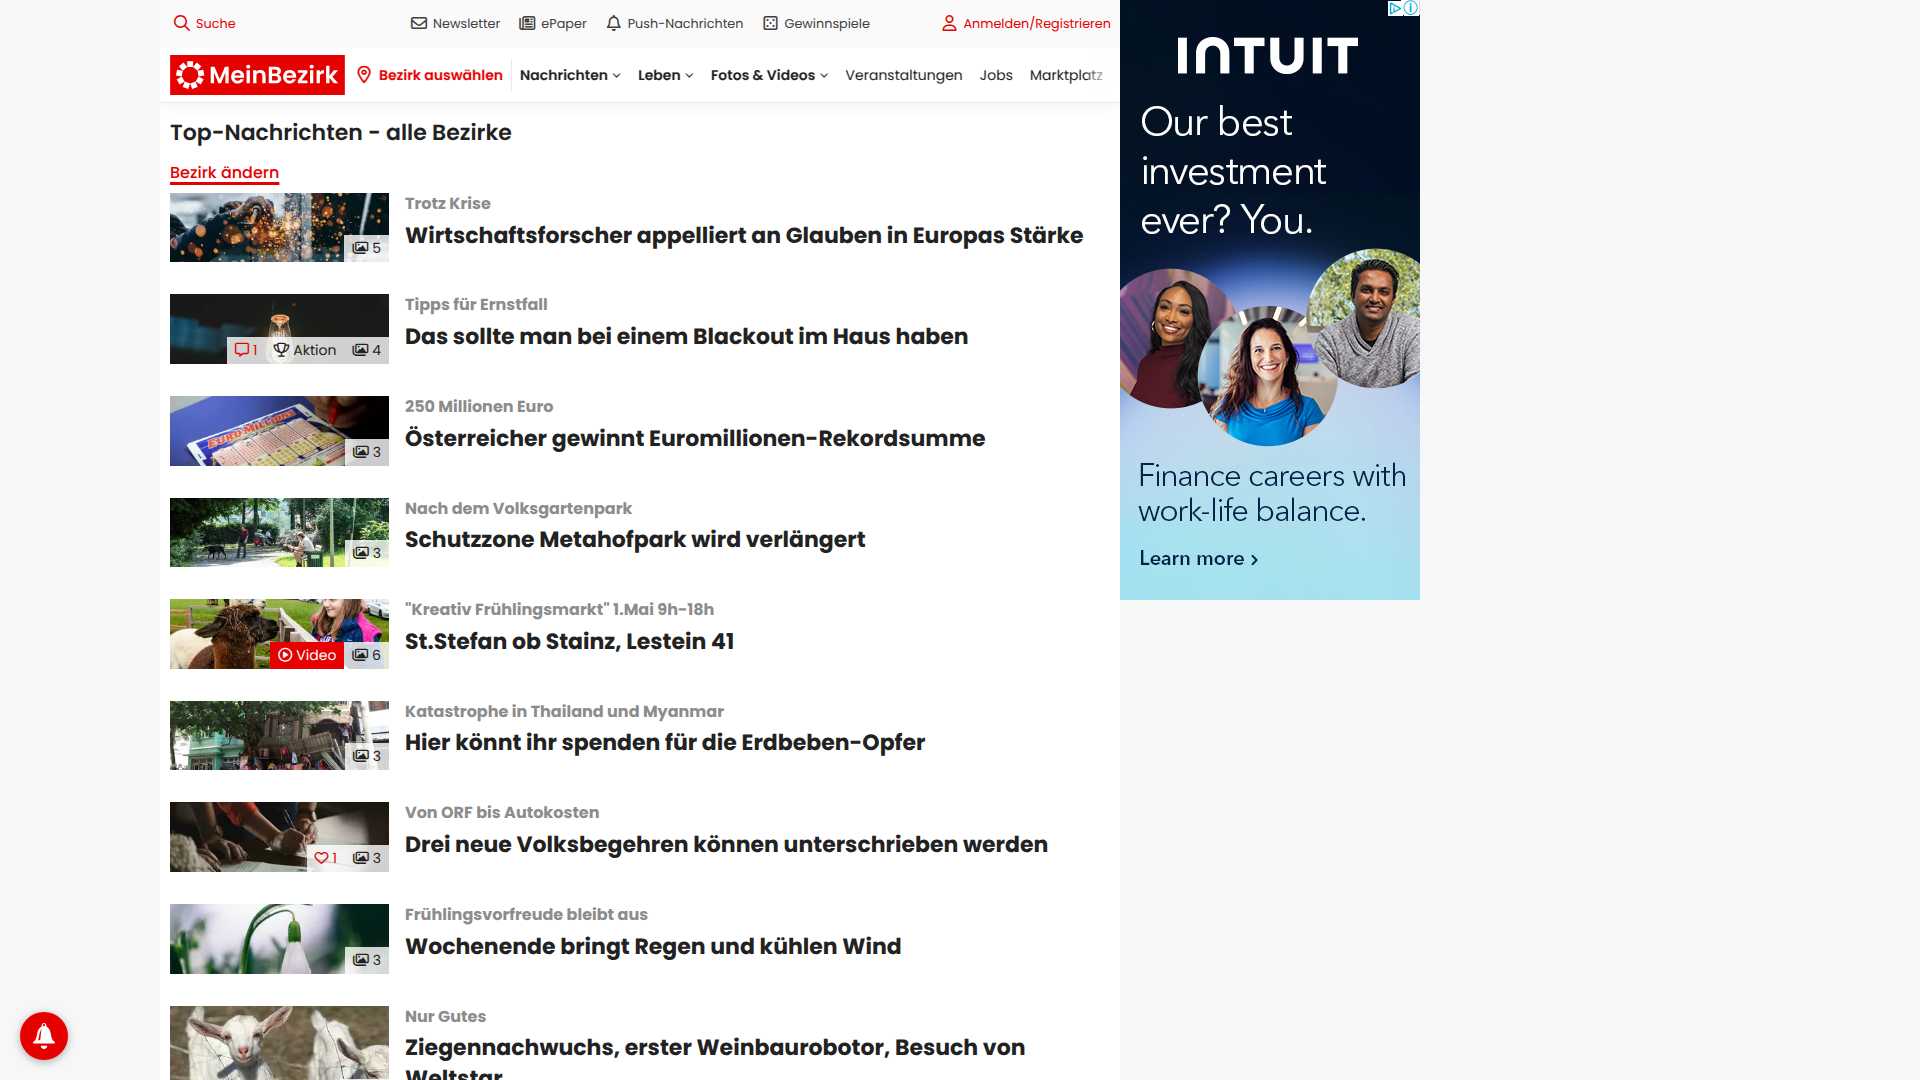 Suche
Newsletter
ePaper
Push-Nachrichten
Gewinnspiele
Anmelden/Registrieren
MeinBezirk
Bezirk auswählen
Nachrichten
Leben
Fotos & Videos
Veranstaltungen
Jobs
Marktplatz
Top-Nachrichten - alle Bezirke
Bezirk ändern
5
Trotz Krise
Wirtschaftsforscher appelliert an Glauben in Europas Stärke
1 Aktion 4
Tipps für Ernstfall
Das sollte man bei einem Blackout im Haus haben
EURO MILLIONS
3
250 Millionen Euro
Österreicher gewinnt Euromillionen-Rekordsumme
3
Nach dem Volksgartenpark
Schutzzone Metahofpark wird verlängert
Video 6
"Kreativ Frühlingsmarkt" 1.Mai 9h-18h
St.Stefan ob Stainz, Lestein 41
3
Katastrophe in Thailand und Myanmar
Hier könnt ihr spenden für die Erdbeben-Opfer
1 3
Von ORF bis Autokosten
Drei neue Volksbegehren können unterschrieben werden
3
Frühlingsvorfreude bleibt aus
Wochenende bringt Regen und kühlen Wind
Nur Gutes
Ziegennachwuchs, erster Weinbaurobotor, Besuch von
Weltstar
INTUIT
Our best
investment
ever? You.
Finance careers with
work-life balance.
Learn more >